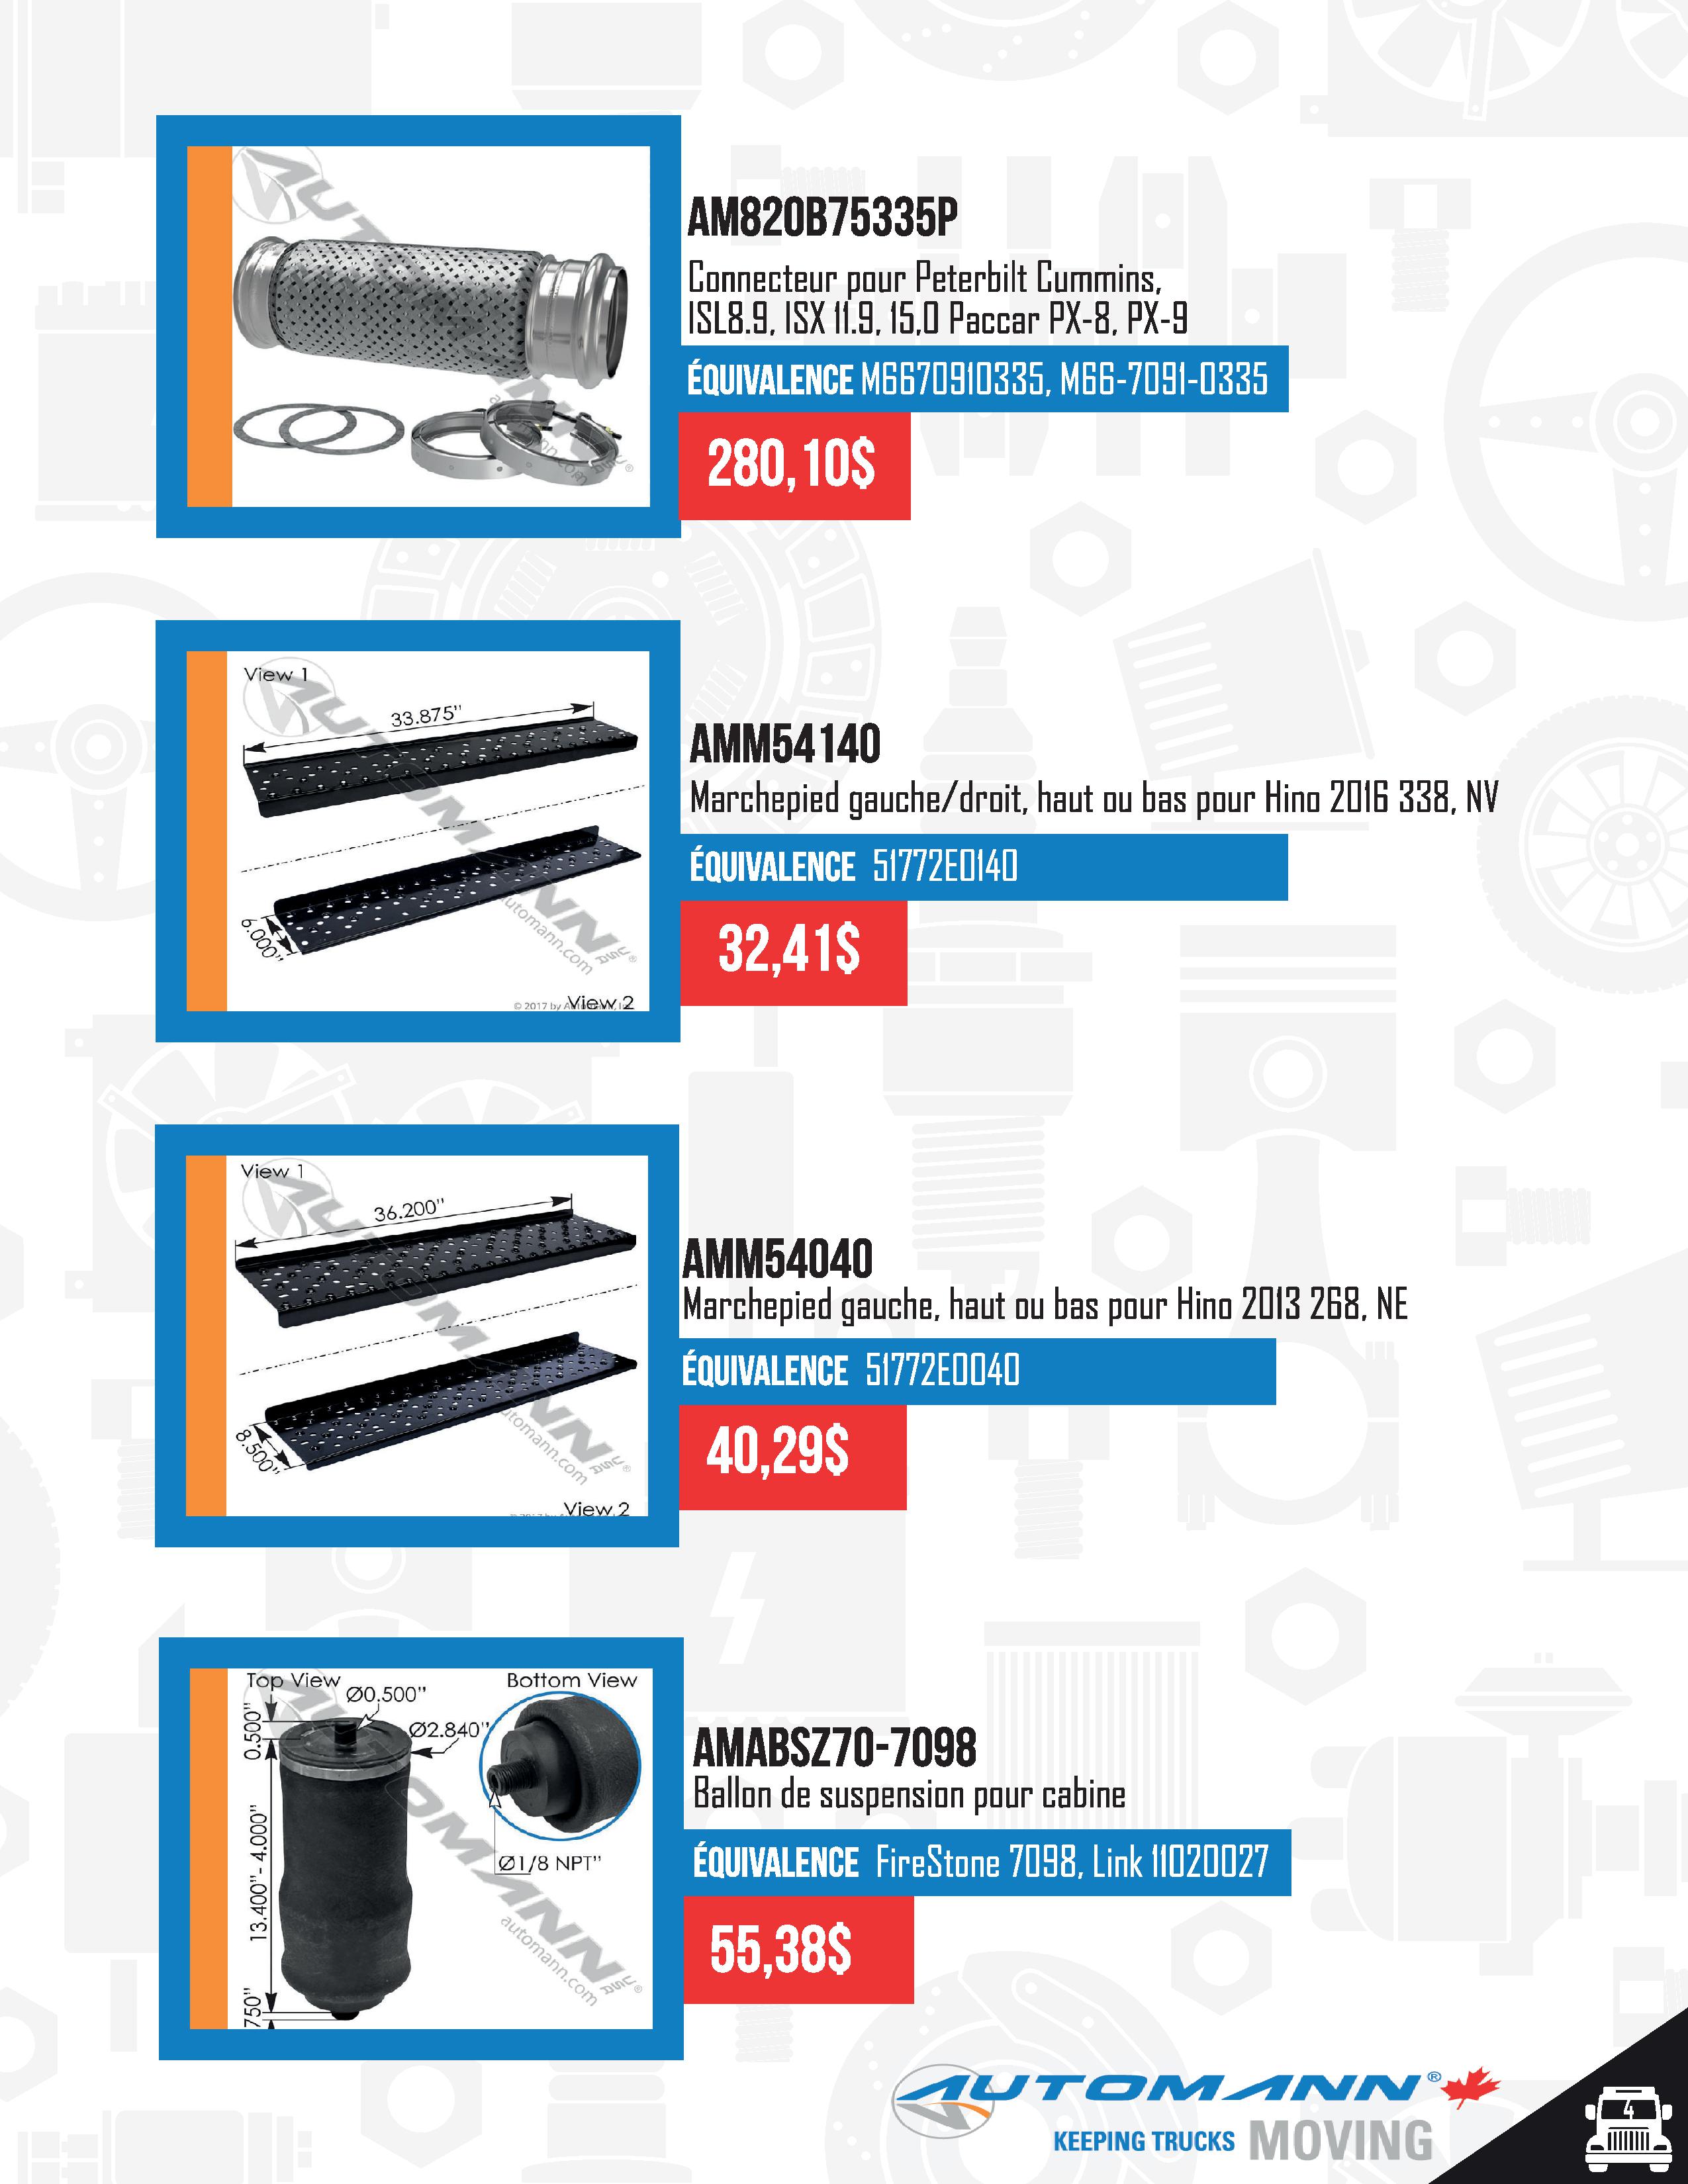 AM820B75335P
Connecteur pour Peterbilt Cummins,
ISL8.9, ISX 11.9, 15,0 Paccar PX-8, PX-9
ÉQUIVALENCE M6670910335, M66-7091-0335
280,10$
AUTOMANN
automann.com
View 1
33.875"
6.000"
View 2
© 2017 by
AUTOMANN
automann.com
AMM54140
Marchepied gauche/droit, haut ou bas pour Hino 2016 338, NV
ÉQUIVALENCE 51772E0140
32,41$
View 1
36.200"
8.500"
View 2
AUTOMANN
automann.com
AMM54040
Marchepied gauche, haut ou bas pour Hino 2013 268, NE
ÉQUIVALENCE 51772E0040
40,29$
Top View
Bottom View
Ø0.500"
Ø2.840"
0.500"
13.400" - 4.000"
750"
Ø1/8 NPT"
AUTOMANN
automann.com
AMABSZ70-7098
Ballon de suspension pour cabine
ÉQUIVALENCE FireStone 7098, Link 11020027
55,38$
AUTOMANN®
KEEPING TRUCKS MOVING
4